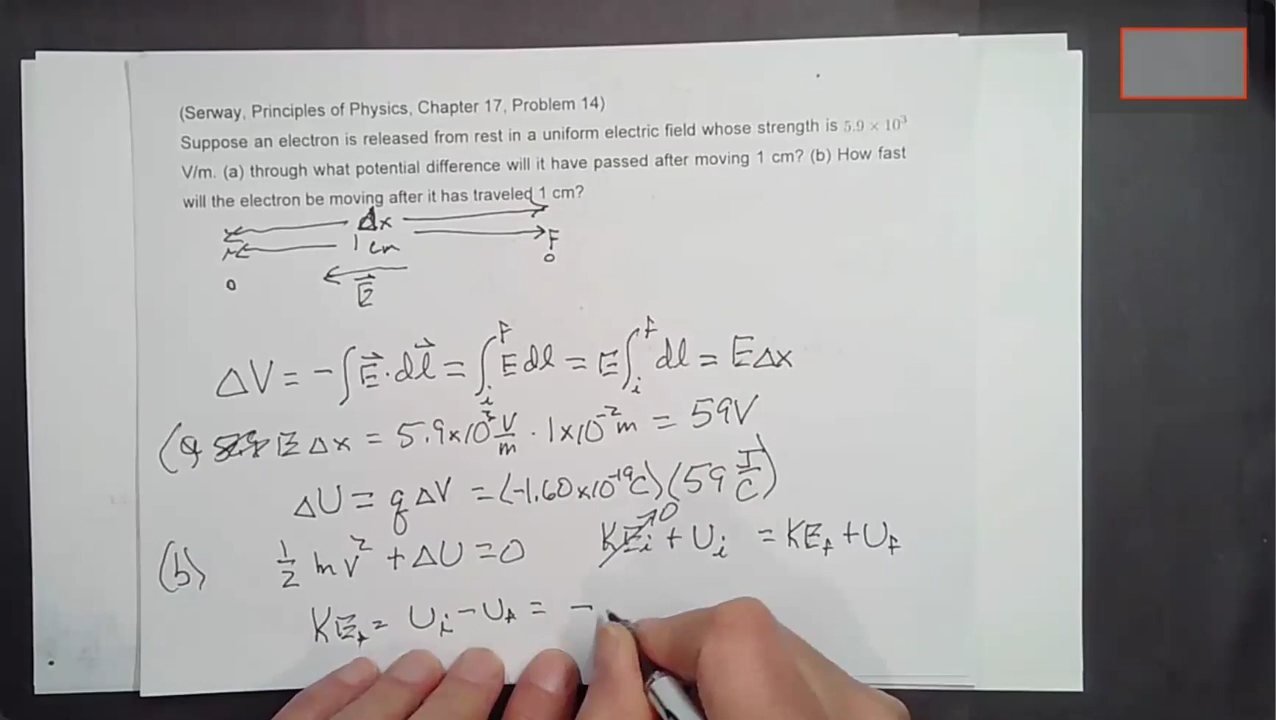 (Serway, Principles of Physics, Chapter 17, Problem 14)
Suppose an electron is released from rest in a uniform electric field whose strength is 5.9 × 10³
V/m. (a) through what potential difference will it have passed after moving 1 cm? (b) How fast
will the electron be moving after it has traveled 1 cm?
Δx
1 cm
F
E⃗
ΔV = -∫E⃗·dl⃗ = ∫ᵢᶠ E dl = E∫ᵢᶠ dl = EΔx
EΔx = 5.9×10³ V/m · 1×10⁻² m = 59V
ΔU = qΔV = (-1.60×10⁻¹⁹C)(59 J/C)
(b) 1/2 mv² + ΔU = 0 KEᵢ→0 + Uᵢ = KE_f + U_f
KE_f = Uᵢ - U_f = -